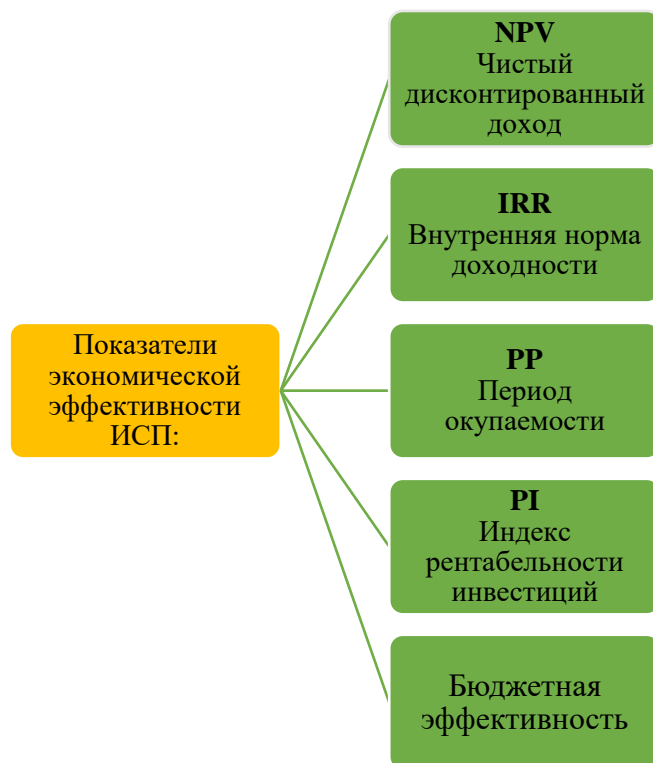 Показатели
экономической
эффективности
ИСП:
NPV
Чистый
дисконтированный
доход
IRR
Внутренняя норма
доходности
PP
Период
окупаемости
PI
Индекс
рентабельности
инвестиций
Бюджетная
эффективность